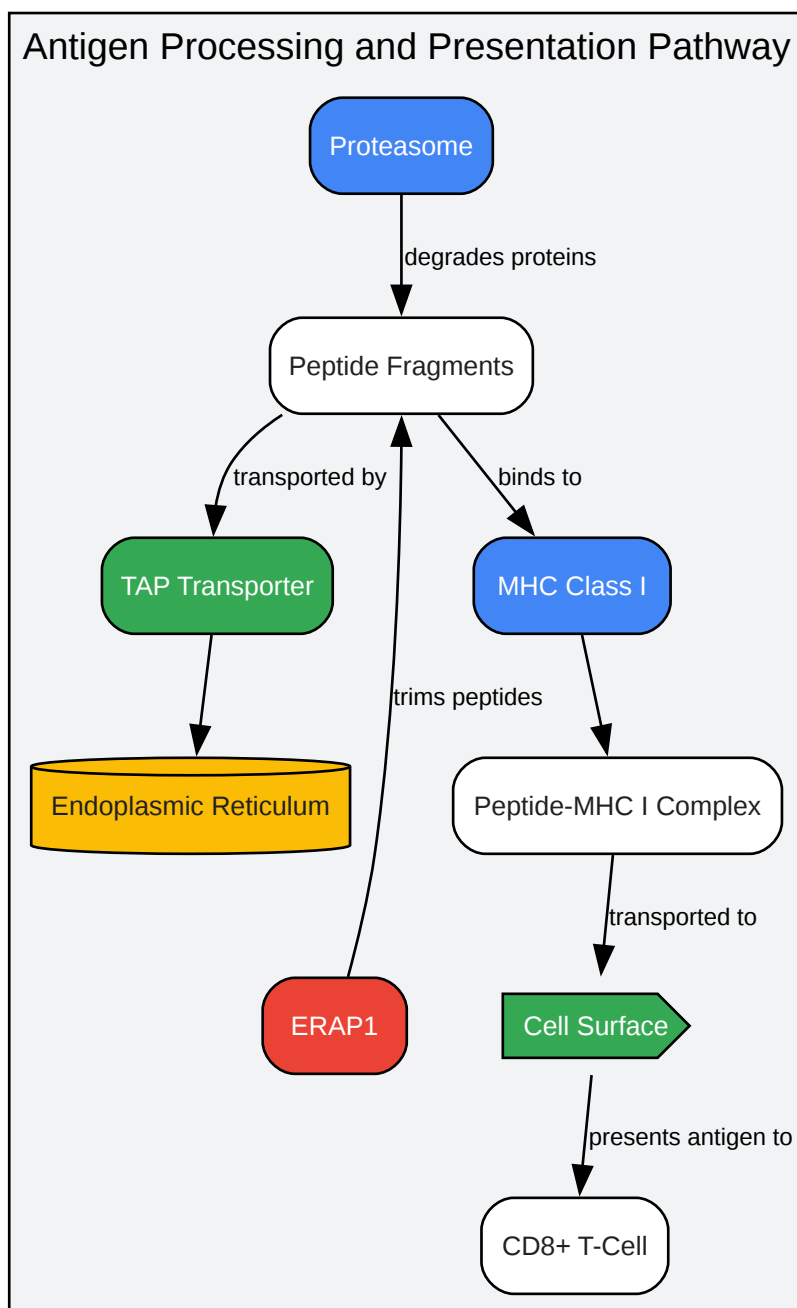 Antigen Processing and Presentation Pathway
Proteasome
degrades proteins
Peptide Fragments
transported by
binds to
TAP Transporter
MHC Class I
trims peptides
Endoplasmic Reticulum
Peptide-MHC I Complex
transported to
ERAP1
Cell Surface
presents antigen to
CD8+ T-Cell